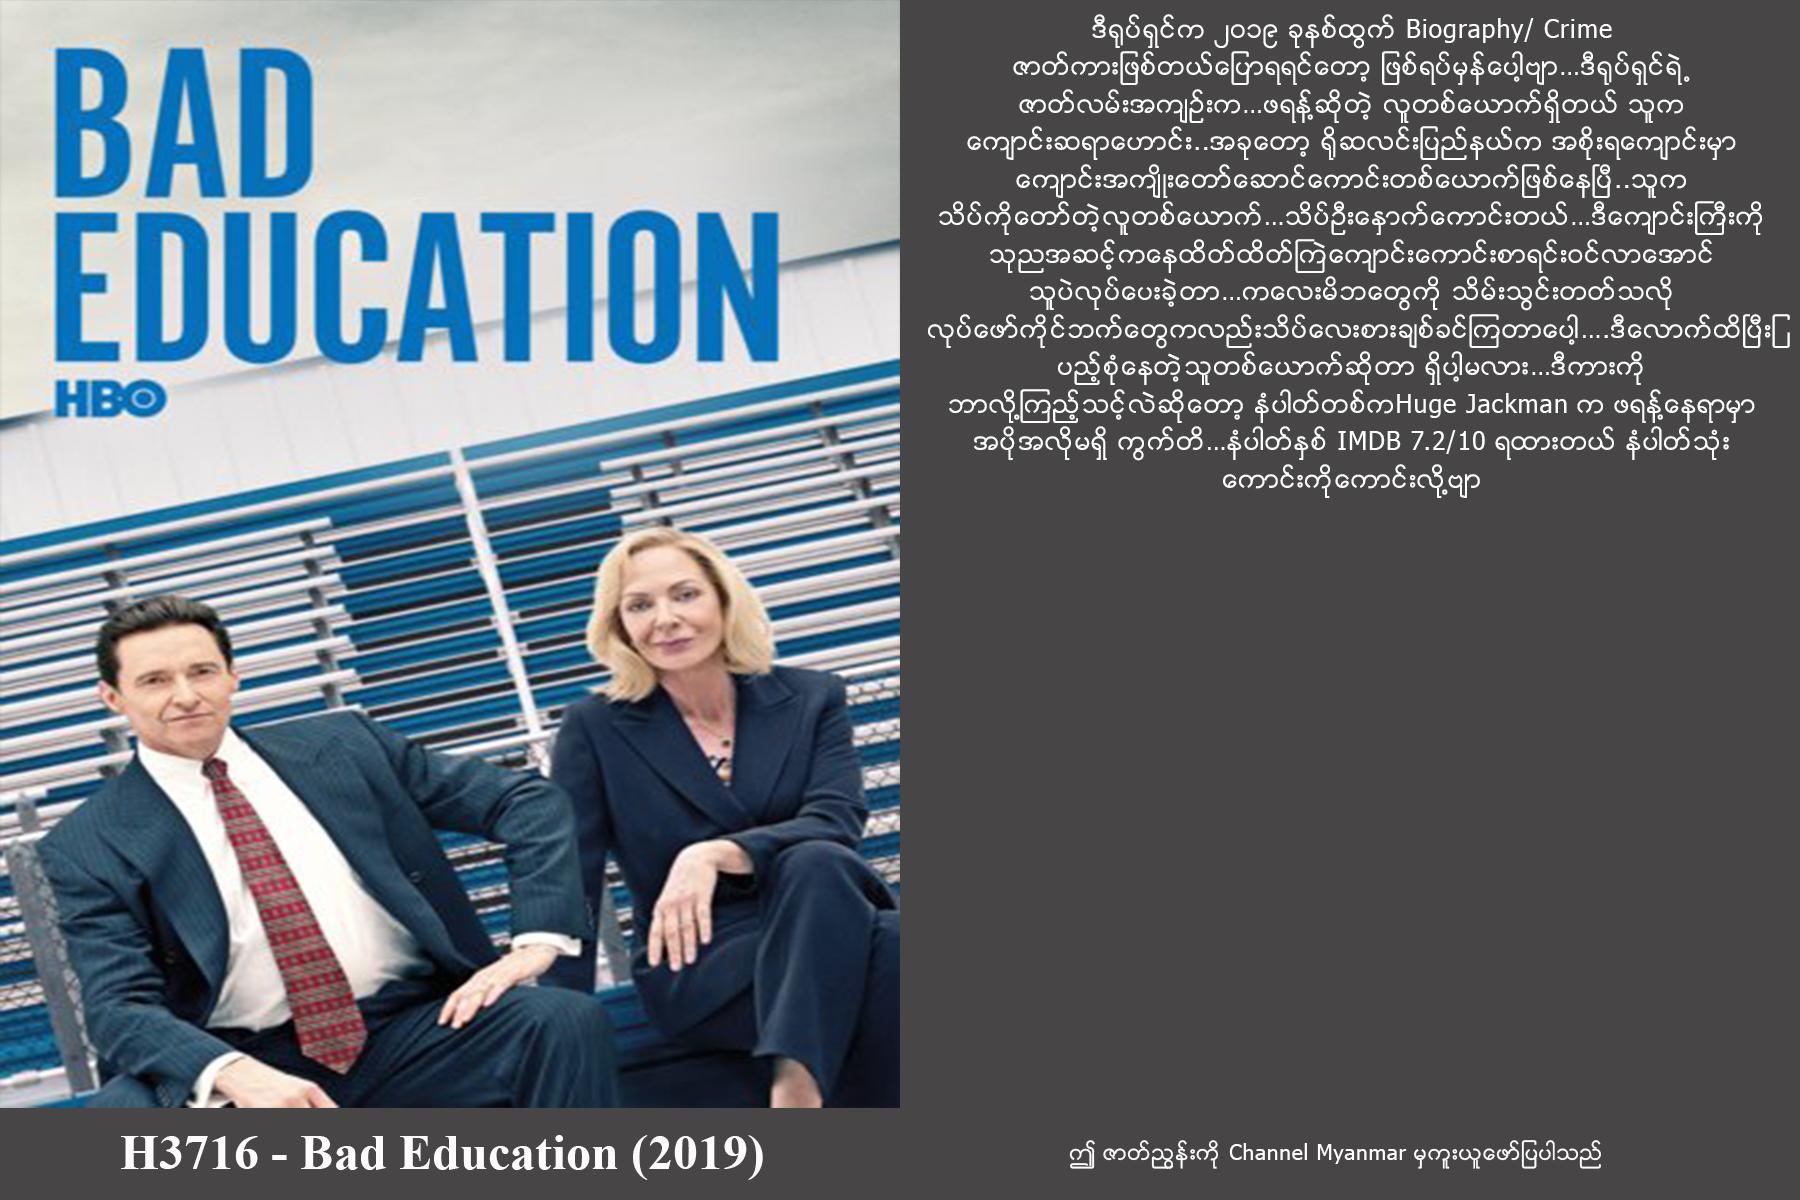 BAD
EDUCATION
HBO
H3716 - Bad Education (2019)
ဒီရုပ်ရှင်က ၂၀၁၉ ခုနှစ်ထွက် Biography/ Crime
ဇာတ်ကားဖြစ်တယ်ပြောရရင်တော့ ဖြစ်ရပ်မှန်ပေါ့ဗျာ...ဒီရုပ်ရှင်ရဲ့
ဇာတ်လမ်းအကျဉ်းက...ဖရန့်ဆိုတဲ့ လူတစ်ယောက်ရှိတယ် သူက
ကျောင်းဆရာဟောင်း..အခုတော့ ရိုဆလင်းပြည်နယ်က အစိုးရကျောင်းမှာ
ကျောင်းအကျိုးတော်ဆောင်ကောင်းတစ်ယောက်ဖြစ်နေပြီ..သူက
သိပ်ကိုတော်တဲ့လူတစ်ယောက်...သိပ်ဦးနှောက်ကောင်းတယ်...ဒီကျောင်းကြီးကို
သုညအဆင့်ကနေထိတ်ထိတ်ကြဲကျောင်းကောင်းစာရင်းဝင်လာအောင်
သူပဲလုပ်ပေးခဲ့တာ...ကလေးမိဘတွေကို သိမ်းသွင်းတတ်သလို
လုပ်ဖော်ကိုင်ဘက်တွေကလည်းသိပ်လေးစားချစ်ခင်ကြတာပေါ့....ဒီလောက်ထိပြီးပြ
ပည့်စုံနေတဲ့သူတစ်ယောက်ဆိုတာ ရှိပါ့မလား...ဒီကားကို
ဘာလို့ကြည့်သင့်လဲဆိုတော့ နံပါတ်တစ်ကHuge Jackman က ဖရန့်နေရာမှာ
အပိုအလိုမရှိ ကွက်တိ...နံပါတ်နှစ် IMDB 7.2/10 ရထားတယ် နံပါတ်သုံး
ကောင်းကိုကောင်းလို့ဗျာ
ဤ ဇာတ်ညွှန်းကို Channel Myanmar မှကူးယူဖော်ပြပါသည်